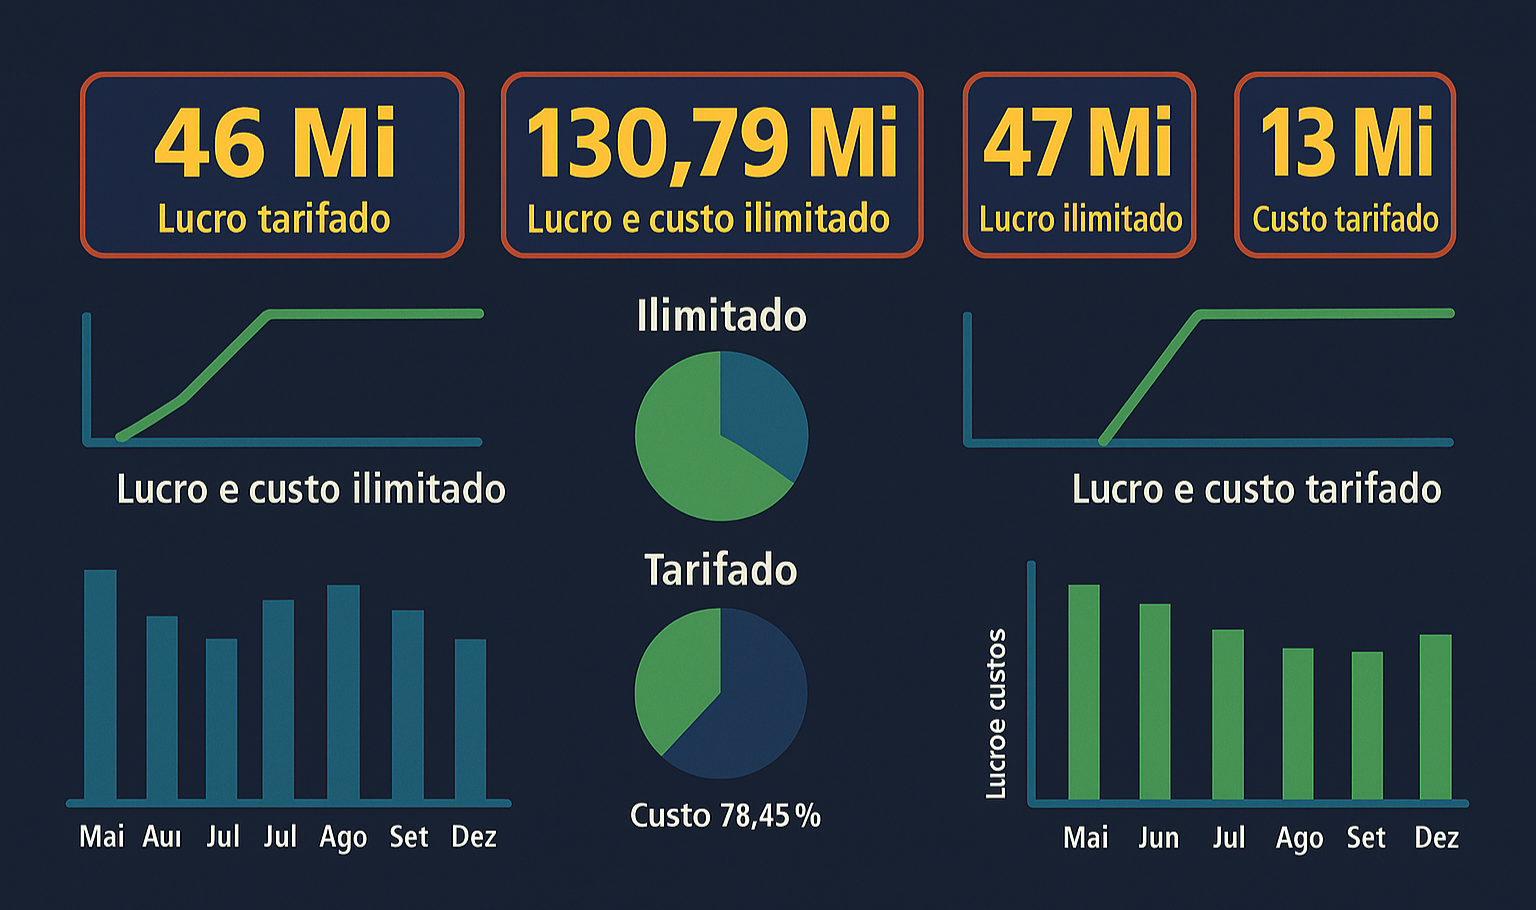 46 Mi
Lucro tarifado
130,79 Mi
Lucro e custo ilimitado
47 Mi
Lucro ilimitado
13 Mi
Custo tarifado
Lucro e custo ilimitado
Ilimitado
Lucro e custo tarifado
Mai Auı Jul Jul Ago Set Dez
Tarifado
Custo 78,45 %
Lucroe custos
Mai Jun Jul Ago Set Dez